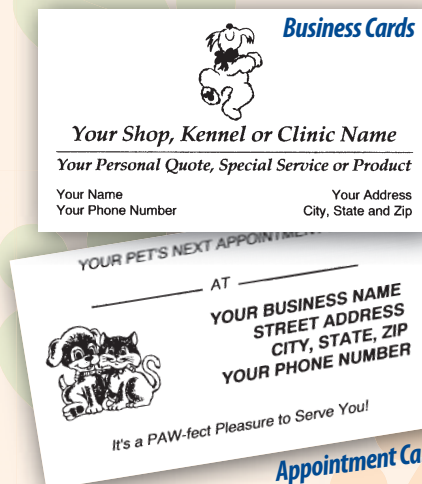 Business Cards
Your Shop, Kennel or Clinic Name
Your Personal Quote, Special Service or Product
Your Name
Your Phone Number
Your Address
City, State and Zip
YOUR PET'S NEXT
AT
YOUR BUSINESS NAME
STREET ADDRESS
CITY, STATE, ZIP
YOUR PHONE NUMBER
It's a PAW-fect Pleasure to Serve You!
Appointment